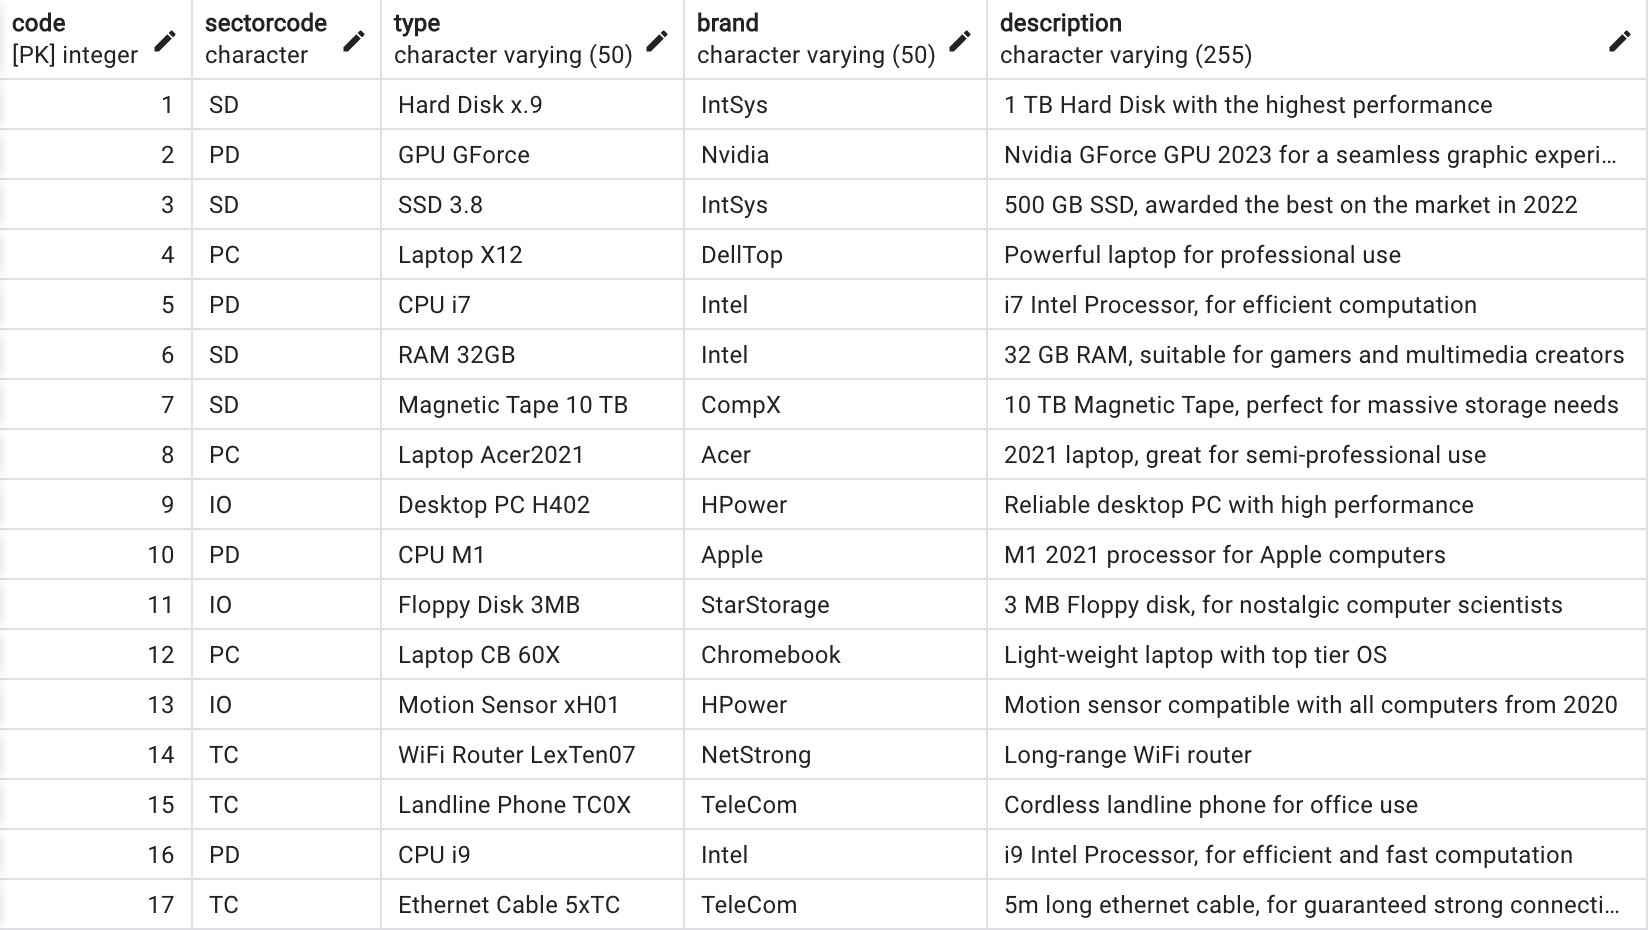 code sectorcode type brand description
[PK] integer character character varying (50) character varying (50) character varying (255)
1 SD Hard Disk x.9 IntSys 1 TB Hard Disk with the highest performance
2 PD GPU GForce Nvidia Nvidia GForce GPU 2023 for a seamless graphic experi...
3 SD SSD 3.8 IntSys 500 GB SSD, awarded the best on the market in 2022
4 PC Laptop X12 DellTop Powerful laptop for professional use
5 PD CPU i7 Intel i7 Intel Processor, for efficient computation
6 SD RAM 32GB Intel 32 GB RAM, suitable for gamers and multimedia creators
7 SD Magnetic Tape 10 TB CompX 10 TB Magnetic Tape, perfect for massive storage needs
8 PC Laptop Acer2021 Acer 2021 laptop, great for semi-professional use
9 IO Desktop PC H402 HPower Reliable desktop PC with high performance
10 PD CPU M1 Apple M1 2021 processor for Apple computers
11 IO Floppy Disk 3MB StarStorage 3 MB Floppy disk, for nostalgic computer scientists
12 PC Laptop CB 60X Chromebook Light-weight laptop with top tier OS
13 IO Motion Sensor xH01 HPower Motion sensor compatible with all computers from 2020
14 TC WiFi Router LexTen07 NetStrong Long-range WiFi router
15 TC Landline Phone TC0X TeleCom Cordless landline phone for office use
16 PD CPU i9 Intel i9 Intel Processor, for efficient and fast computation
17 TC Ethernet Cable 5xTC TeleCom 5m long ethernet cable, for guaranteed strong connecti...